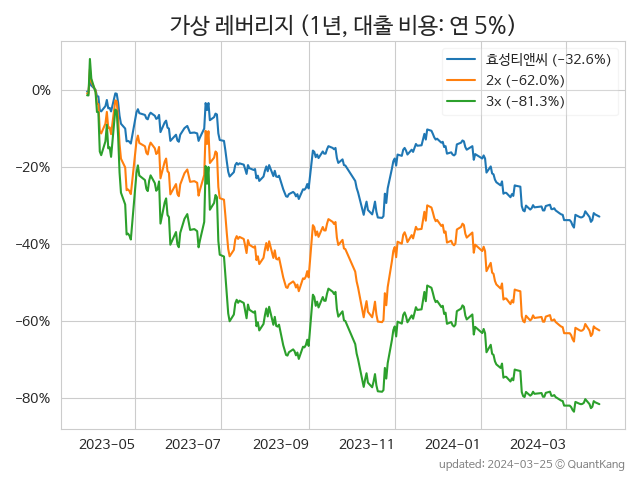 가상 레버리지 (1년, 대출 비용: 연 5%)
효성티앤씨 (−32.6%)
2x (−62.0%)
3x (−81.3%)
0%
−20%
−40%
−60%
−80%
2023−05 2023−07 2023−09 2023−11 2024−01 2024−03
updated: 2024−03−25 © QuantKang